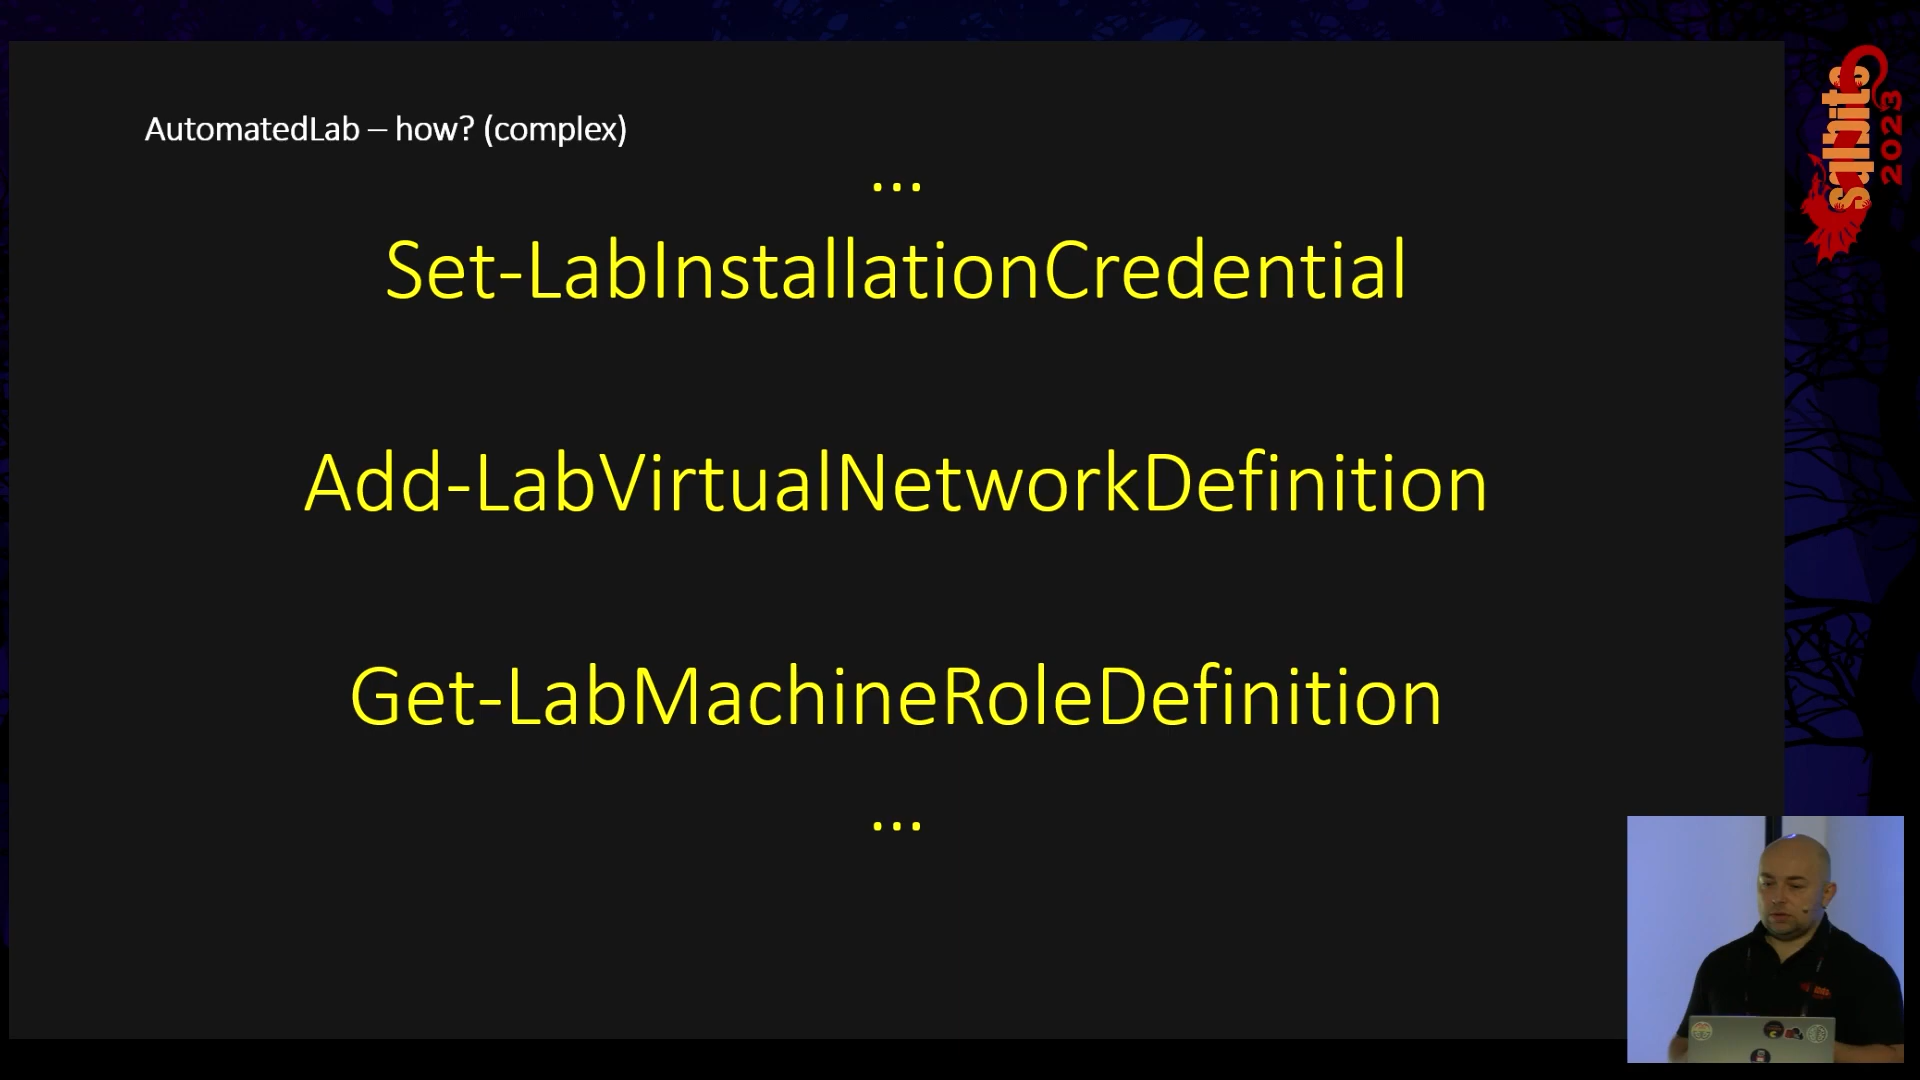 AutomatedLab – how? (complex)
...
Set-LabInstallationCredential
Add-LabVirtualNetworkDefinition
Get-LabMachineRoleDefinition
...
sqlbits
2023